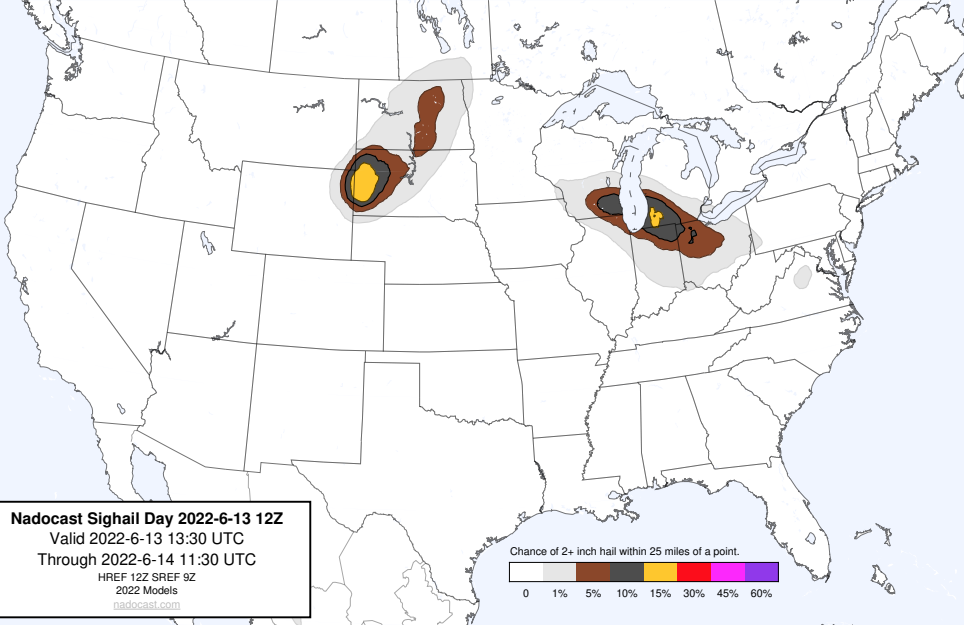 Nadocast Sighail Day 2022-6-13 12Z
Valid 2022-6-13 13:30 UTC
Through 2022-6-14 11:30 UTC
HREF 12Z SREF 9Z
2022 Models
nadocast.com
Chance of 2+ inch hail within 25 miles of a point.
0 1% 5% 10% 15% 30% 45% 60%